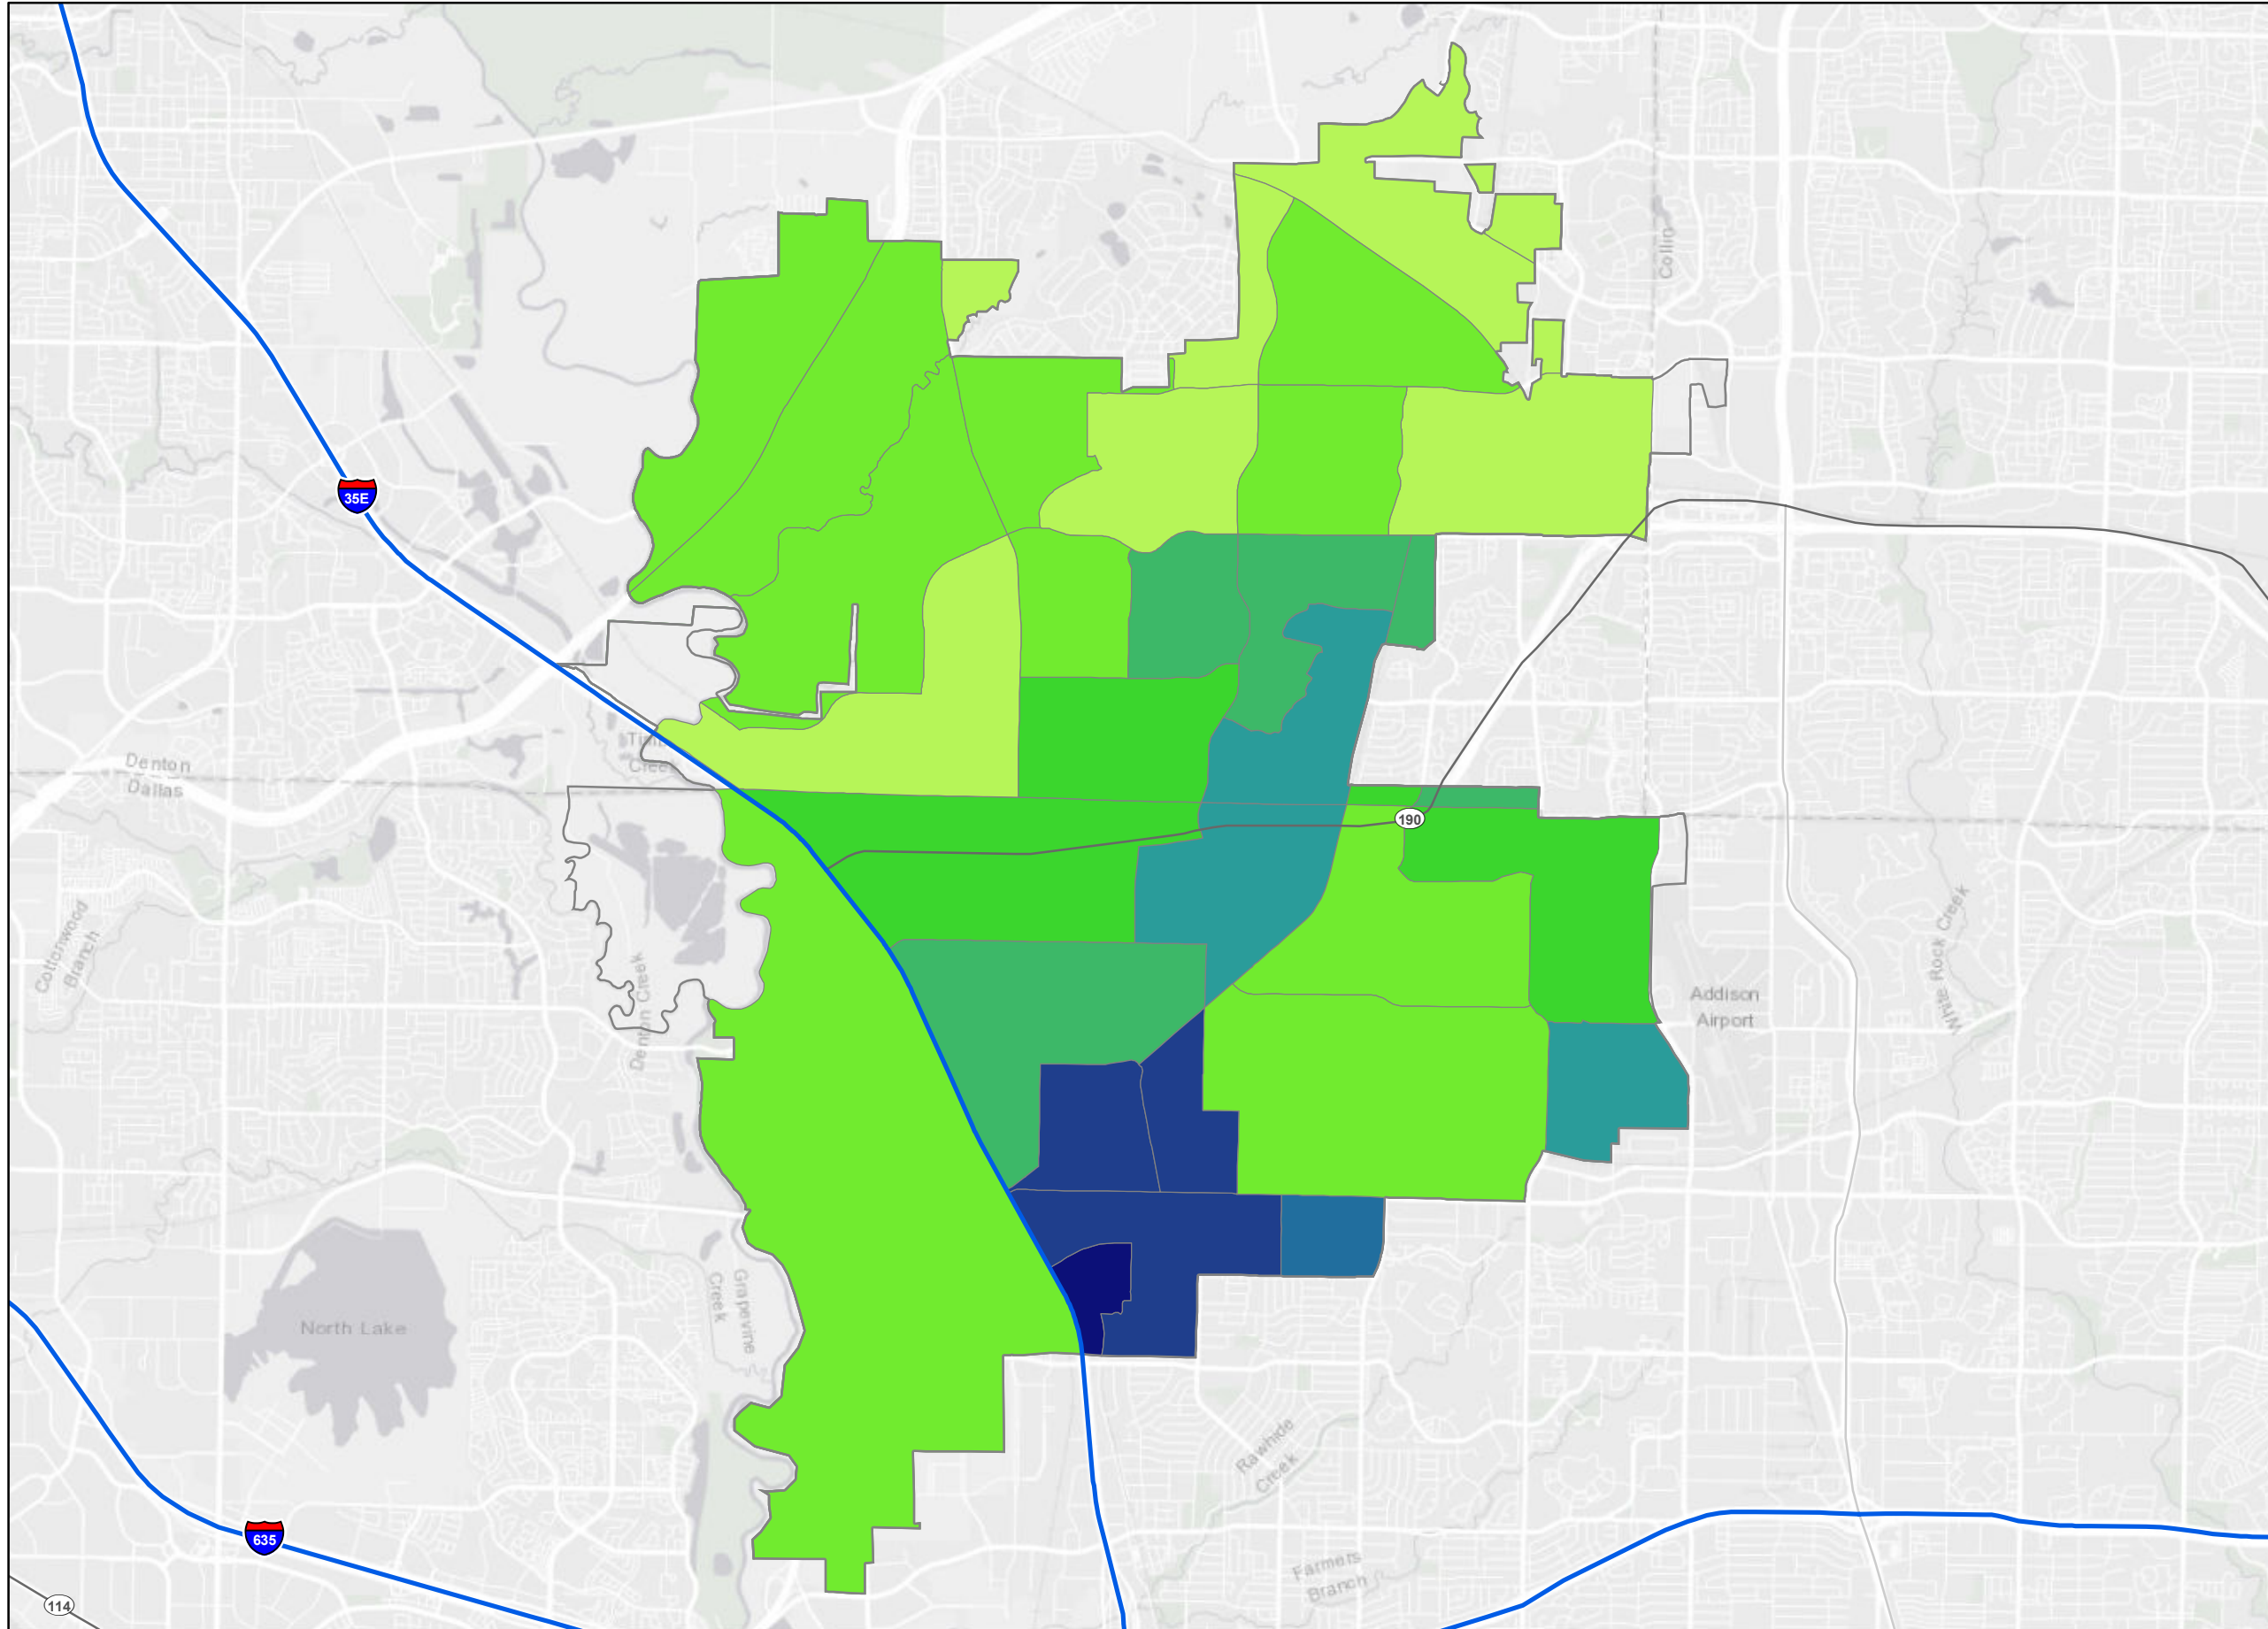 Collin
35E
Denton
Dallas
Creek
190
Cottonwood
Branch
Denton Creek
White Rock Creek
Addison
Airport
Grapevine
Creek
North Lake
Rawhide
Creek
635
Farmers
Branch
114